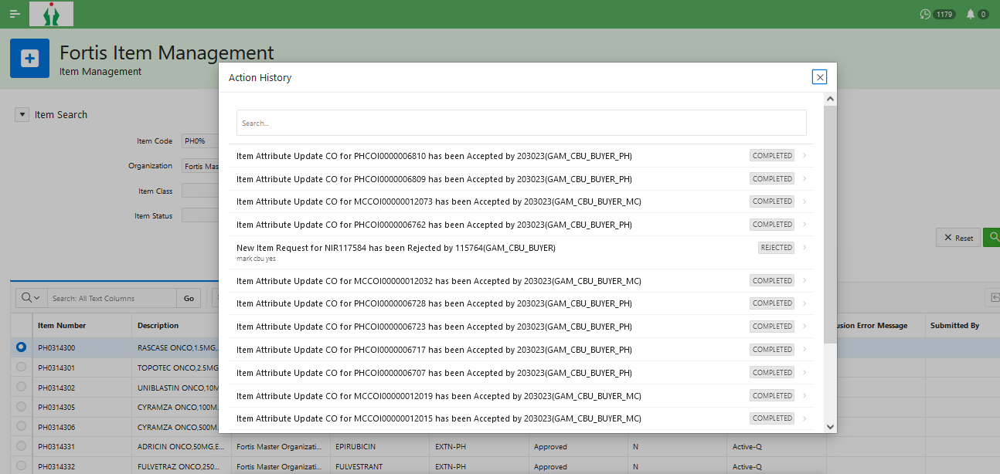 1179
0
Fortis Item Management
Item Management
Action History
Item Search
Search...
Item Code
PH0%
Organization
Fortis Mas
Item Class
Item Status
Item Attribute Update CO for PHCOI0000006810 has been Accepted by 203023(GAM_CBU_BUYER_PH)
COMPLETED
Item Attribute Update CO for PHCOI0000006809 has been Accepted by 203023(GAM_CBU_BUYER_PH)
COMPLETED
Item Attribute Update CO for MCCOI00000012073 has been Accepted by 203023(GAM_CBU_BUYER_MC)
COMPLETED
Item Attribute Update CO for PHCOI0000006762 has been Accepted by 203023(GAM_CBU_BUYER_PH)
COMPLETED
New Item Request for NIR117584 has been Rejected by 115764(GAM_CBU_BUYER)
REJECTED
mark cbu yes
Item Attribute Update CO for MCCOI00000012032 has been Accepted by 203023(GAM_CBU_BUYER_MC)
COMPLETED
Item Attribute Update CO for PHCOI0000006728 has been Accepted by 203023(GAM_CBU_BUYER_PH)
COMPLETED
Item Attribute Update CO for PHCOI0000006723 has been Accepted by 203023(GAM_CBU_BUYER_PH)
COMPLETED
Item Attribute Update CO for PHCOI0000006717 has been Accepted by 203023(GAM_CBU_BUYER_PH)
COMPLETED
Item Attribute Update CO for PHCOI0000006707 has been Accepted by 203023(GAM_CBU_BUYER_PH)
COMPLETED
Item Attribute Update CO for MCCOI00000012019 has been Accepted by 203023(GAM_CBU_BUYER_MC)
COMPLETED
Item Attribute Update CO for MCCOI00000012015 has been Accepted by 203023(GAM_CBU_BUYER_MC)
COMPLETED
Reset
Search: All Text Columns
Go
Item Number
Description
usion Error Message
Submitted By
PH0314300
RASCASE ONCO,1.5MG,..
PH0314301
TOPOTEC ONCO,2.5MG
PH0314302
UNIBLASTIN ONCO,10M
PH0314305
CYRAMZA ONCO,100M..
PH0314306
CYRAMZA ONCO,500M..
PH0314331
ADRICIN ONCO,50MG,E...
Fortis Master Organizati...
EPIRUBICIN
EXTN-PH
Approved
N
Active-Q
PH0314332
FULVETRAZ ONCO,250...
Fortis Master Organizati...
FULVESTRANT
EXTN-PH
Approved
N
Active-Q